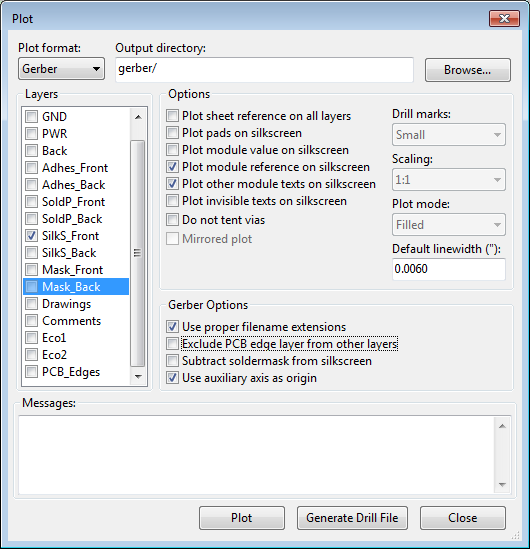 Plot
Plot format:
Output directory:
Gerber
gerber/
Browse...
Layers
GND
PWR
Back
Adhes_Front
Adhes_Back
SoldP_Front
SoldP_Back
SilkS_Front
SilkS_Back
Mask_Front
Mask_Back
Drawings
Comments
Eco1
Eco2
PCB_Edges
Options
Plot sheet reference on all layers
Plot pads on silkscreen
Plot module value on silkscreen
Plot module reference on silkscreen
Plot other module texts on silkscreen
Plot invisible texts on silkscreen
Do not tent vias
Mirrored plot
Drill marks:
Small
Scaling:
1:1
Plot mode:
Filled
Default linewidth ("):
0.0060
Gerber Options
Use proper filename extensions
Exclude PCB edge layer from other layers
Subtract soldermask from silkscreen
Use auxiliary axis as origin
Messages:
Plot
Generate Drill File
Close